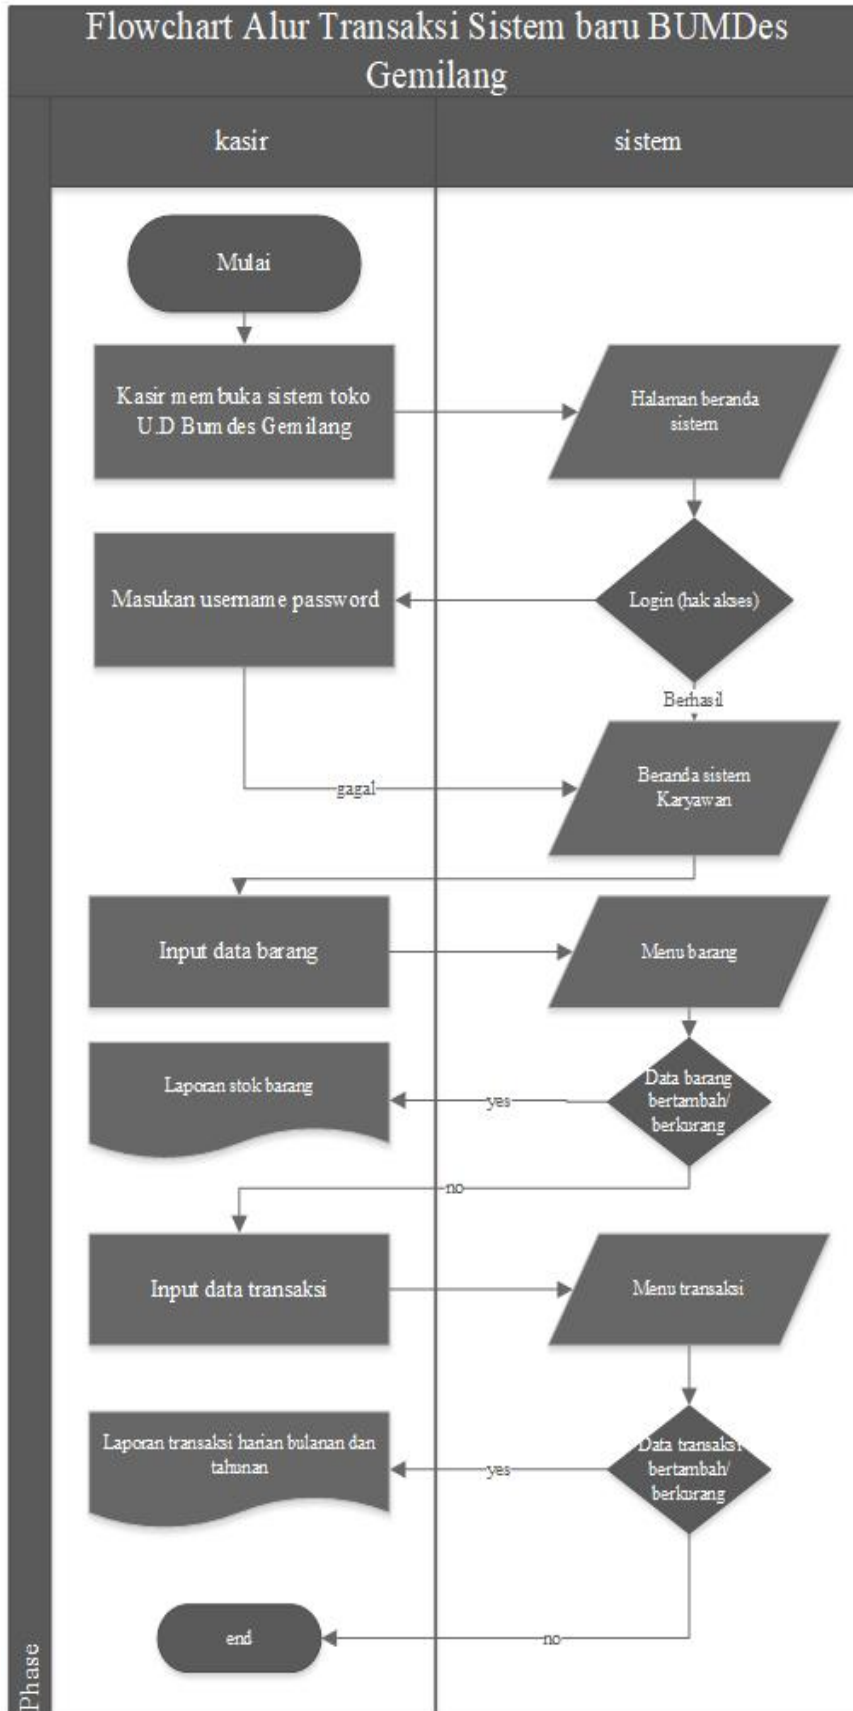 Flowchart Alur Transaksi Sistem baru BUMDes
Gemilang
kasir
sistem
Mulai
Kasir membuka sistem toko
U.D Bumdes Gemilang
Halaman beranda
sistem
Masukan username password
Login (hak akses)
Berhasil
gagal
Beranda sistem
Karyawan
Input data barang
Menu barang
Laporan stok barang
yes
Data barang
bertambah/
berkurang
no
Input data transaksi
Menu transaksi
Laporan transaksi harian bulanan dan
tahunan
yes
Data transaksi
bertambah/
berkurang
end
no
Phase